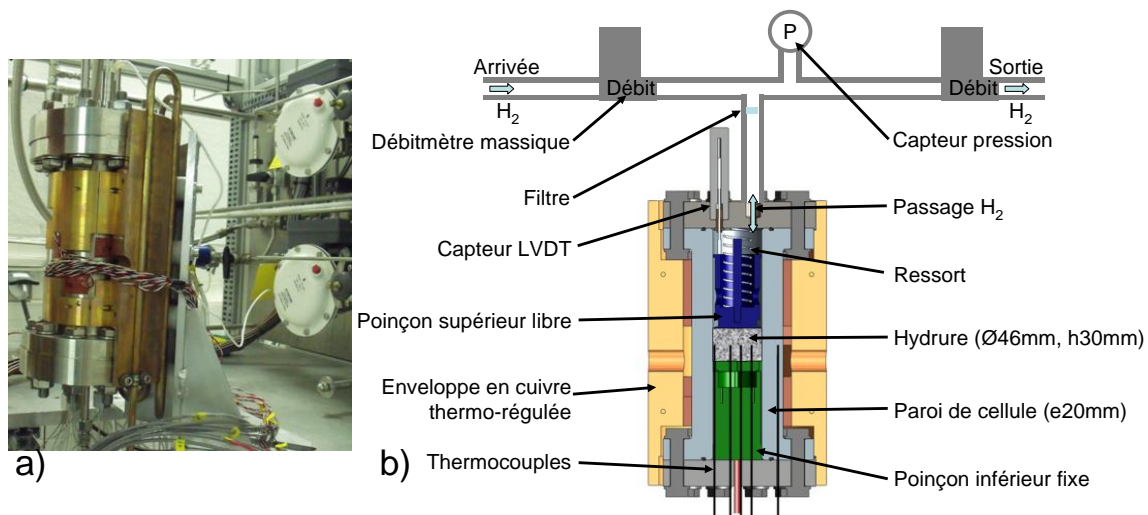 P
Arrivée
Sortie
Débit
Débit
H₂
H₂
Débitmètre massique
Capteur pression
Filtre
Passage H₂
Capteur LVDT
Ressort
Poinçon supérieur libre
Hydrure (Ø46mm, h30mm)
Enveloppe en cuivre
thermo-régulée
Paroi de cellule (e20mm)
Thermocouples
Poinçon inférieur fixe
a)
b)